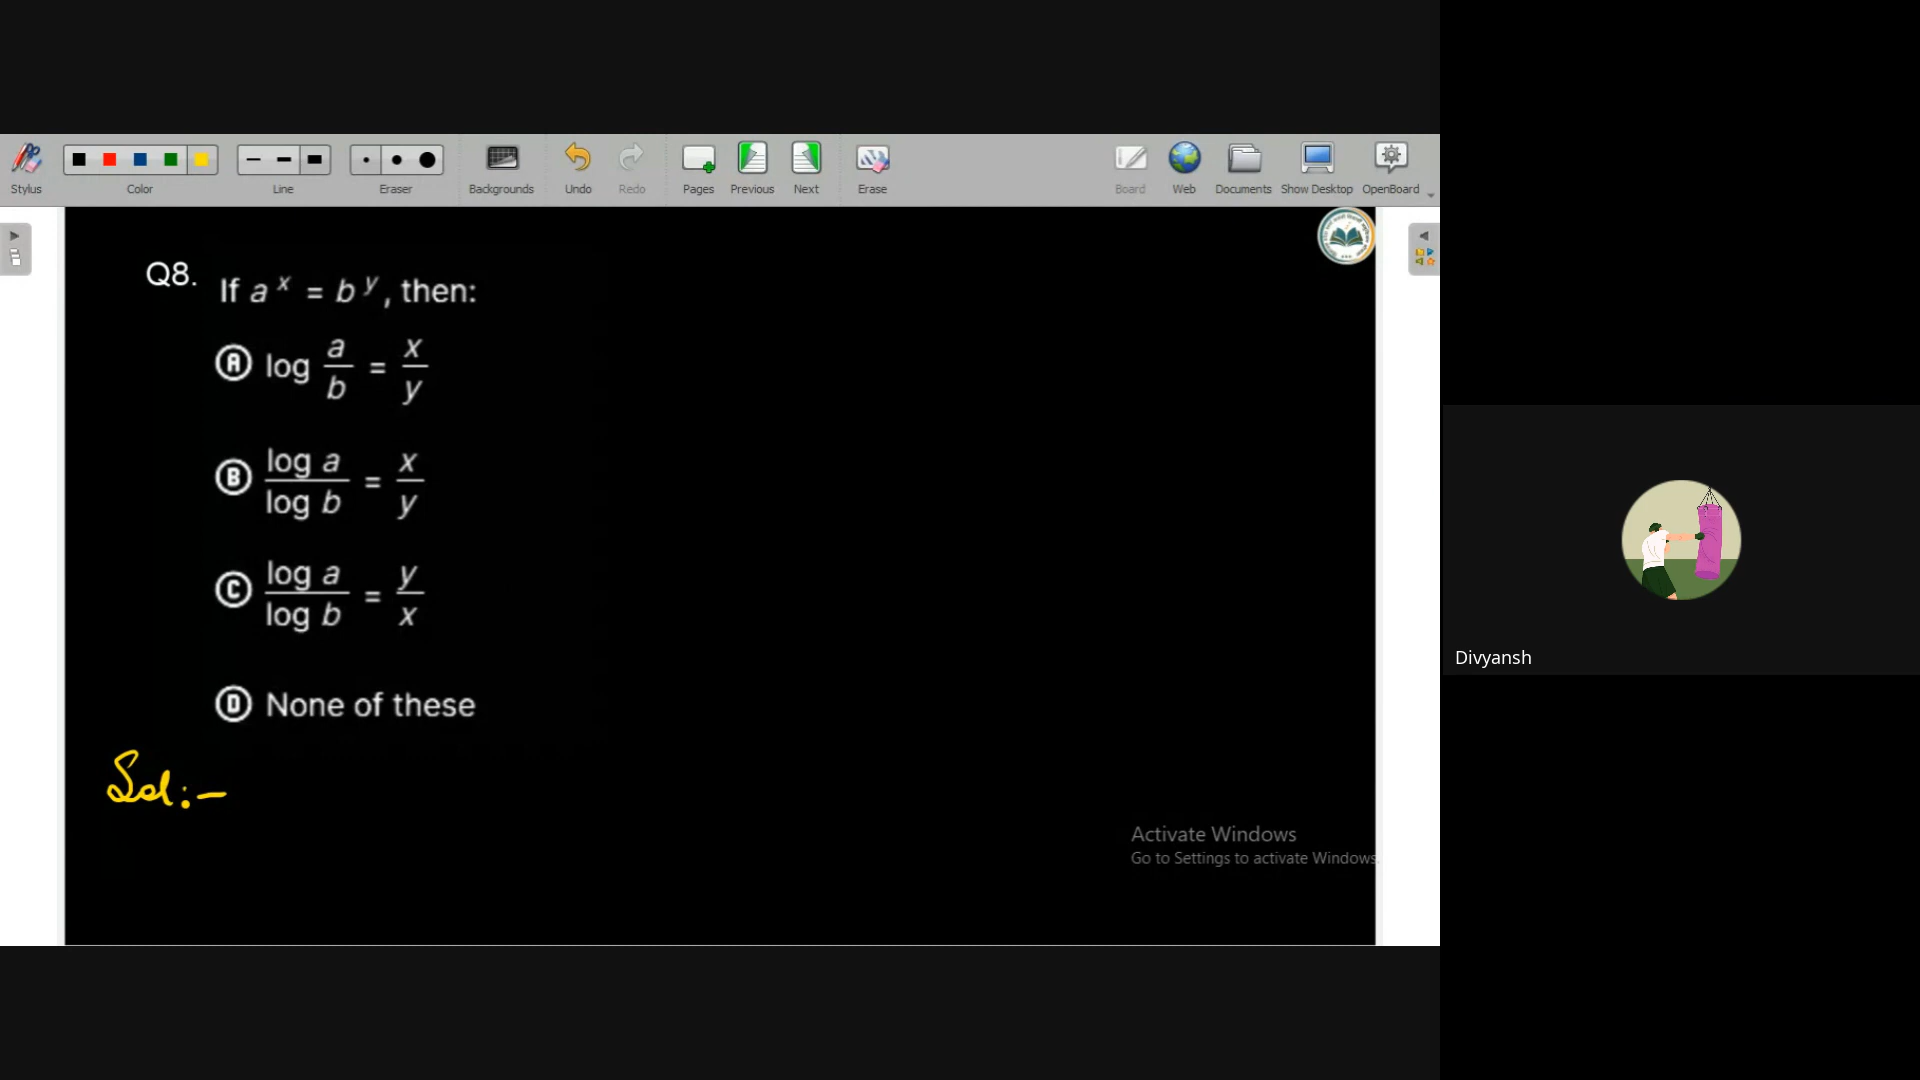 Stylus Color Line Eraser Backgrounds Undo Redo Pages Previous Next Erase Board Web Documents Show Desktop OpenBoard
Q8. If a^x = b^y, then:
A log a/b = x/y
B log a/log b = x/y
C log a/log b = y/x
D None of these
Sol:-
Activate Windows
Go to Settings to activate Windows.
Divyansh